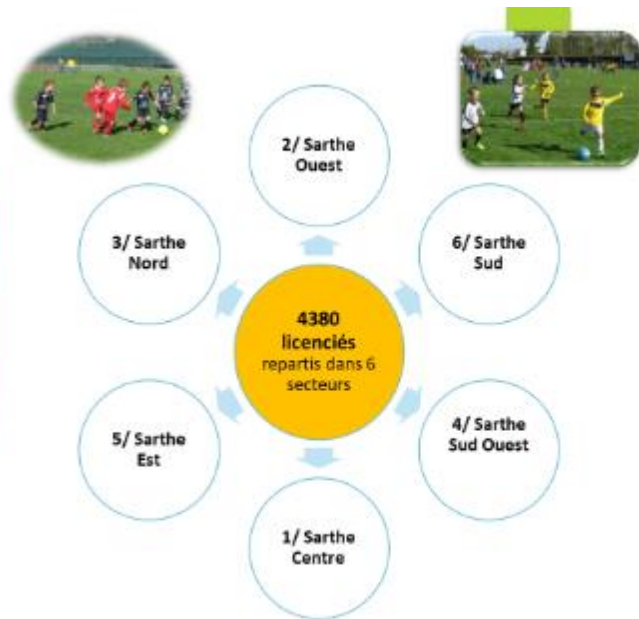 2/ Sarthe
Ouest
3/ Sarthe
Nord
6/ Sarthe
Sud
4380
licenciés
repartis dans 6
secteurs
5/ Sarthe
Est
4/ Sarthe
Sud Ouest
1/ Sarthe
Centre